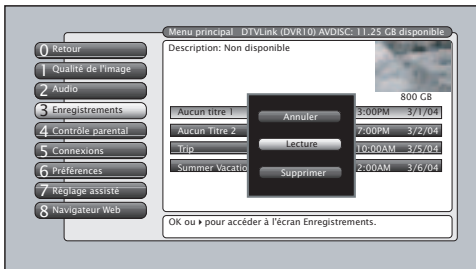 Menu principal DTVLink (DVR10) AVDISC: 11.25 GB disponible
0 Retour
1 Qualité de l'image
2 Audio
3 Enregistrements
4 Contrôle parental
5 Connexions
6 Préférences
7 Réglage assisté
8 Navigateur Web
Description: Non disponible
800 GB
Aucun titre 1 3:00PM 3/1/04
Aucun Titre 2 7:00PM 3/2/04
Trip 10:00AM 3/5/04
Summer Vacatio 2:00AM 3/6/04
Annuler
Lecture
Supprimer
OK ou ▸ pour accéder à l'écran Enregistrements.